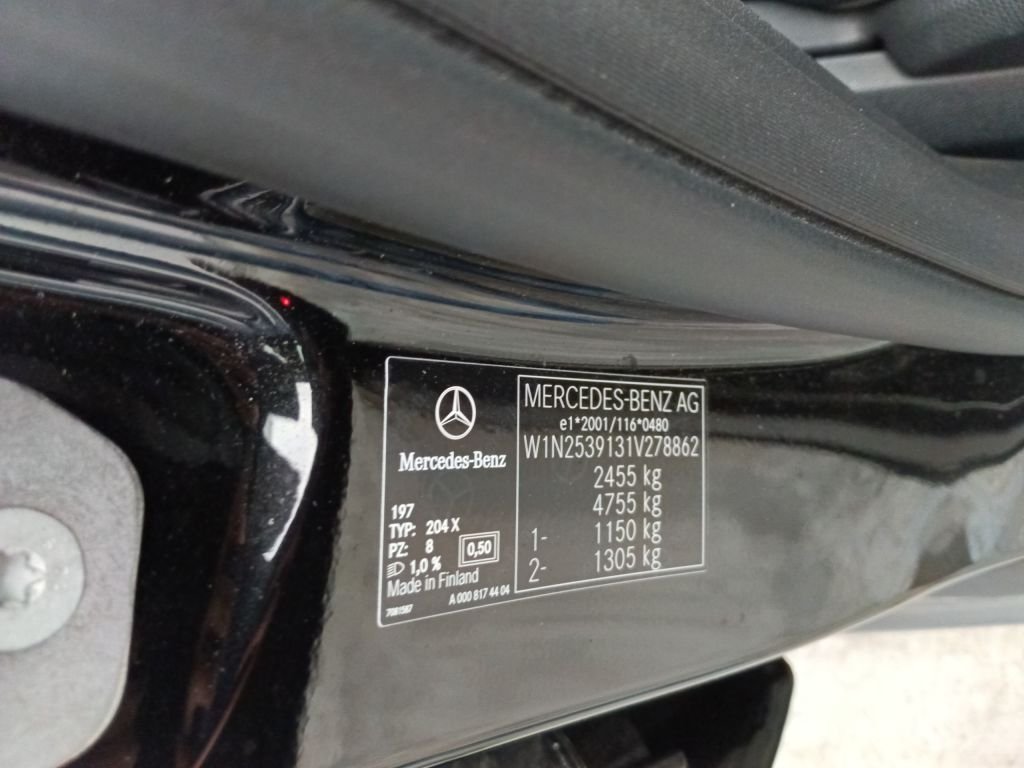 Mercedes-Benz
197
TYP: 204 X
PZ: 8
0,50
1,0 %
Made in Finland
7081587
A 000 817 44 04
MERCEDES-BENZ AG
e1*2001/116*0480
W1N2539131V278862
2455 kg
4755 kg
1- 1150 kg
2- 1305 kg